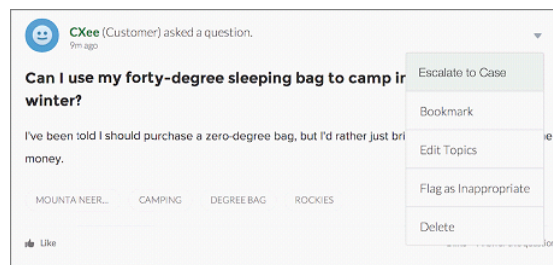 CXee (Customer) asked a question.
9m ago
Can I use my forty-degree sleeping bag to camp in
Escalate to Case
winter?
Bookmark
I've been told I should purchase a zero-degree bag, but I'd rather just bri
Edit Topics
money.
Flag as Inappropriate
MOUNTA NEER... CAMPING DEGREE BAG ROCKIES
Delete
Like